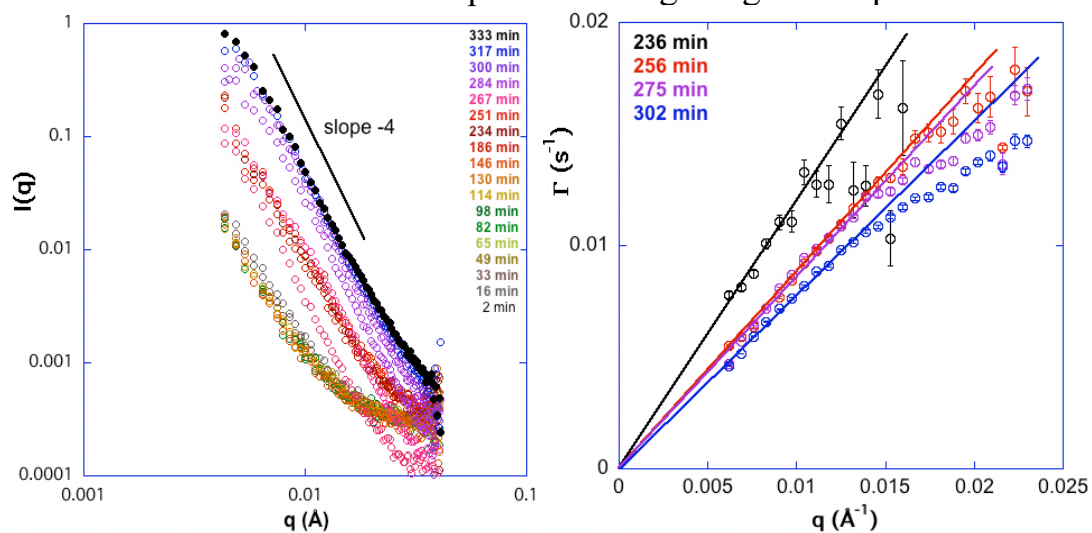 1
0.1
0.01
0.001
0.0001
I(q)
0.001
0.01
0.1
q (Å)
slope -4
333 min
317 min
300 min
284 min
267 min
251 min
234 min
186 min
146 min
130 min
114 min
98 min
82 min
65 min
49 min
33 min
16 min
2 min
0.02
0.01
0
Γ (s⁻¹)
236 min
256 min
275 min
302 min
0
0.005
0.01
0.015
0.02
0.025
q (Å⁻¹)